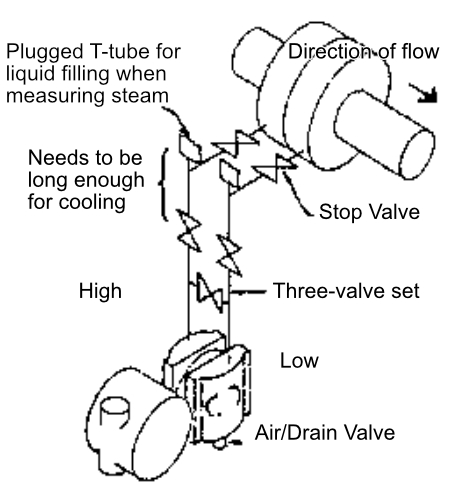 Plugged T-tube for
liquid filling when
measuring steam
Direction of flow
Needs to be
long enough
for cooling
Stop Valve
High
Three-valve set
Low
Air/Drain Valve